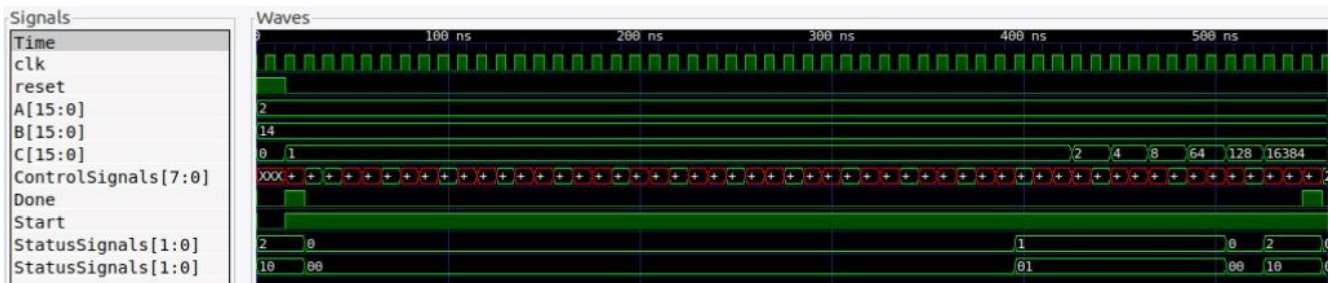 Signals
Waves
Time
0 100 ns 200 ns 300 ns 400 ns 500 ns
clk
reset
A[15:0] 2
B[15:0] 14
C[15:0] 0 1 2 4 8 64 128 16384
ControlSignals[7:0] XXX + + + + + + + + + + + + + + + + + + + + + + + + + + + + + + + + + + + + + + + + + + + + + + + + + + + + +
Done
Start
StatusSignals[1:0] 2 0 1 0 2
StatusSignals[1:0] 10 00 01 00 10